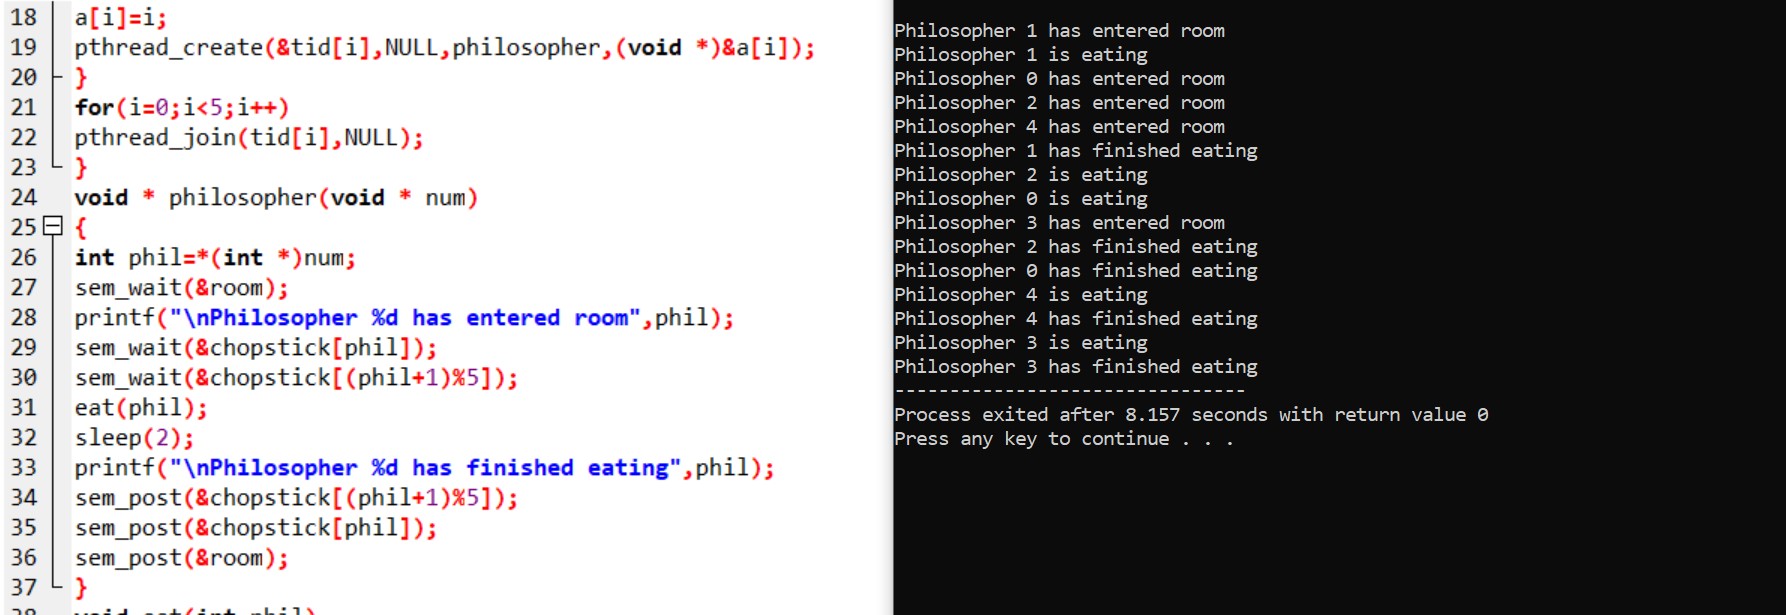 18 a[i]=i;
19 pthread_create(&tid[i],NULL,philosopher,(void *)&a[i]);
20 }
21 for(i=0;i<5;i++)
22 pthread_join(tid[i],NULL);
23 }
24 void * philosopher(void * num)
25 {
26 int phil=*(int *)num;
27 sem_wait(&room);
28 printf("\nPhilosopher %d has entered room",phil);
29 sem_wait(&chopstick[phil]);
30 sem_wait(&chopstick[(phil+1)%5]);
31 eat(phil);
32 sleep(2);
33 printf("\nPhilosopher %d has finished eating",phil);
34 sem_post(&chopstick[(phil+1)%5]);
35 sem_post(&chopstick[phil]);
36 sem_post(&room);
37 }
Philosopher 1 has entered room
Philosopher 1 is eating
Philosopher 0 has entered room
Philosopher 2 has entered room
Philosopher 4 has entered room
Philosopher 1 has finished eating
Philosopher 2 is eating
Philosopher 0 is eating
Philosopher 3 has entered room
Philosopher 2 has finished eating
Philosopher 0 has finished eating
Philosopher 4 is eating
Philosopher 4 has finished eating
Philosopher 3 is eating
Philosopher 3 has finished eating
--------------------------------
Process exited after 8.157 seconds with return value 0
Press any key to continue . . .